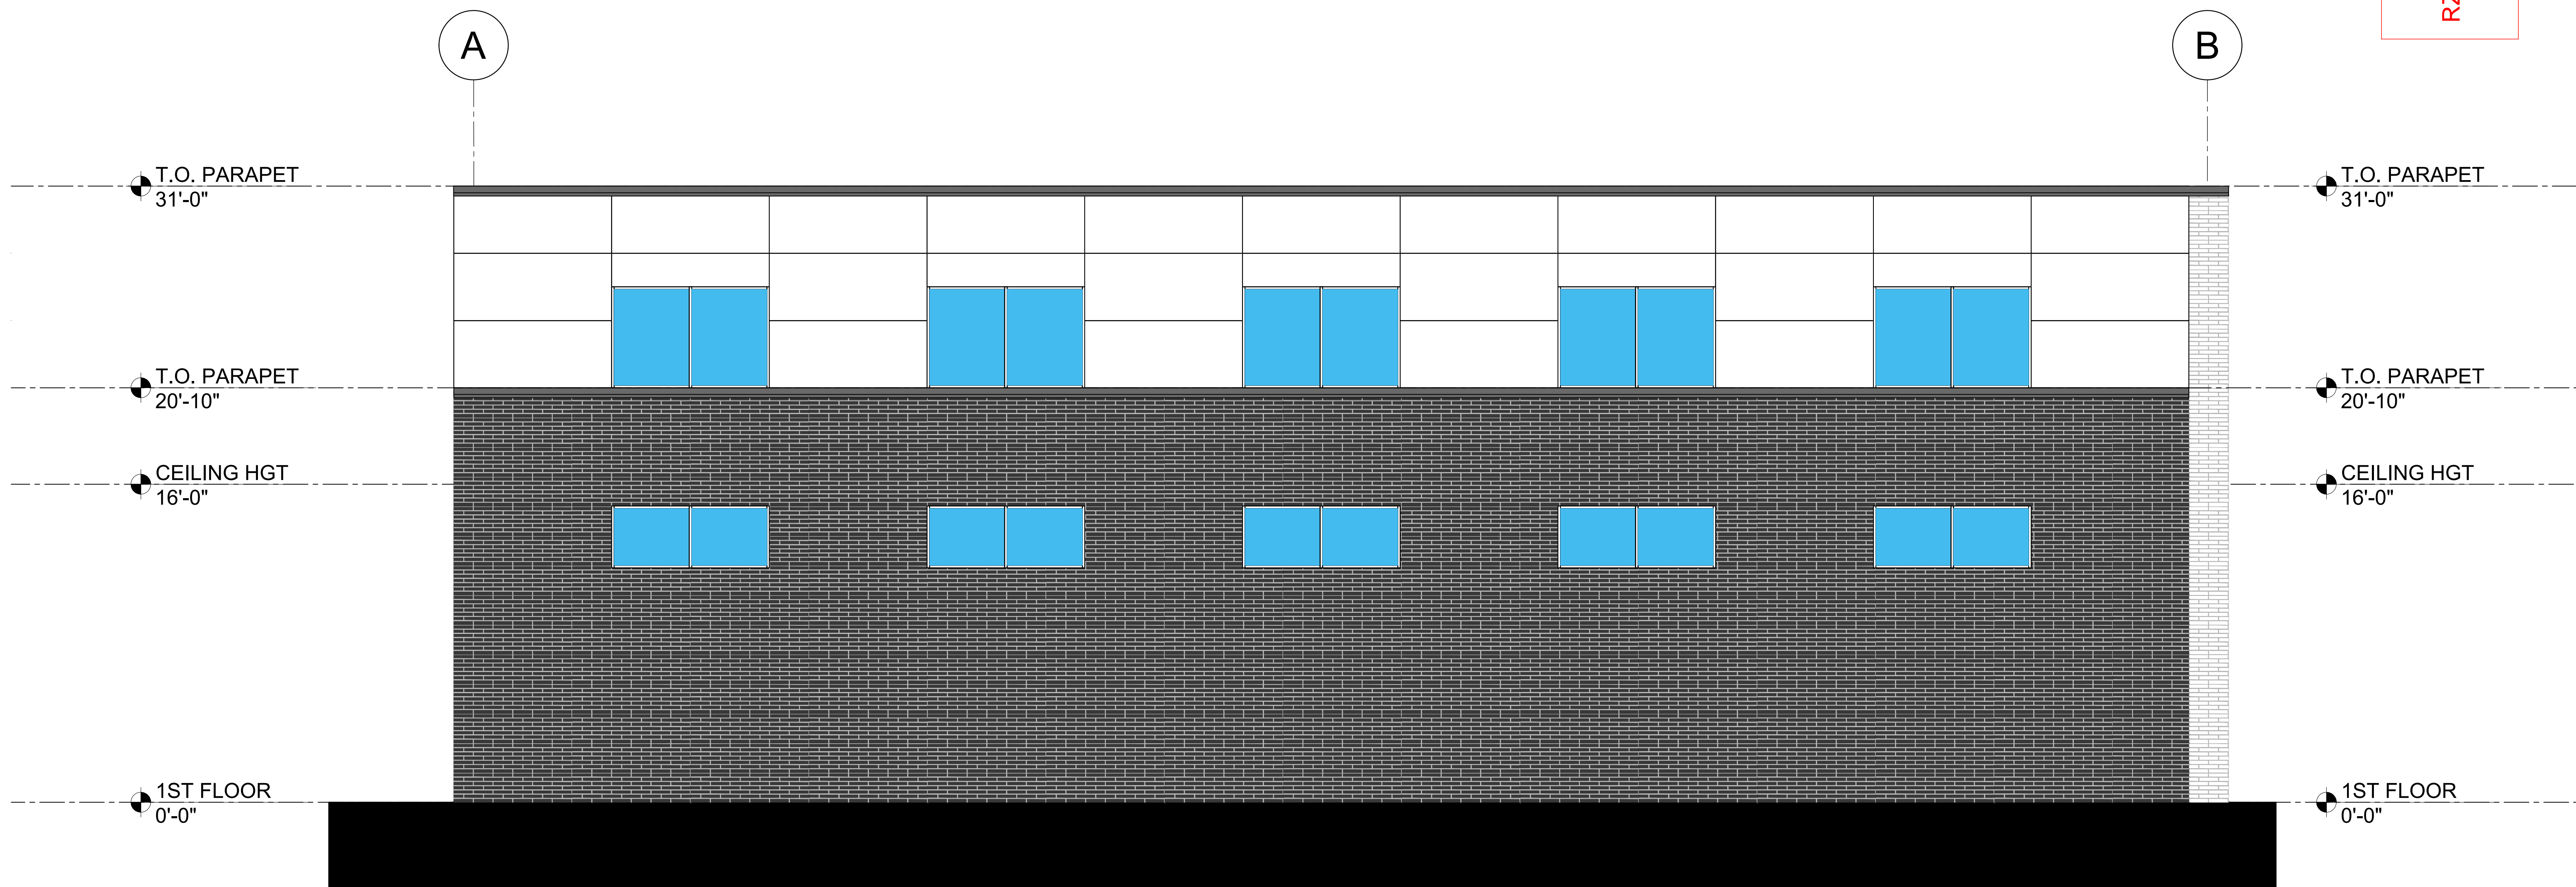 A
B
RZ
T.O. PARAPET
31'-0"
T.O. PARAPET
31'-0"
T.O. PARAPET
20'-10"
T.O. PARAPET
20'-10"
CEILING HGT
16'-0"
CEILING HGT
16'-0"
1ST FLOOR
0'-0"
1ST FLOOR
0'-0"